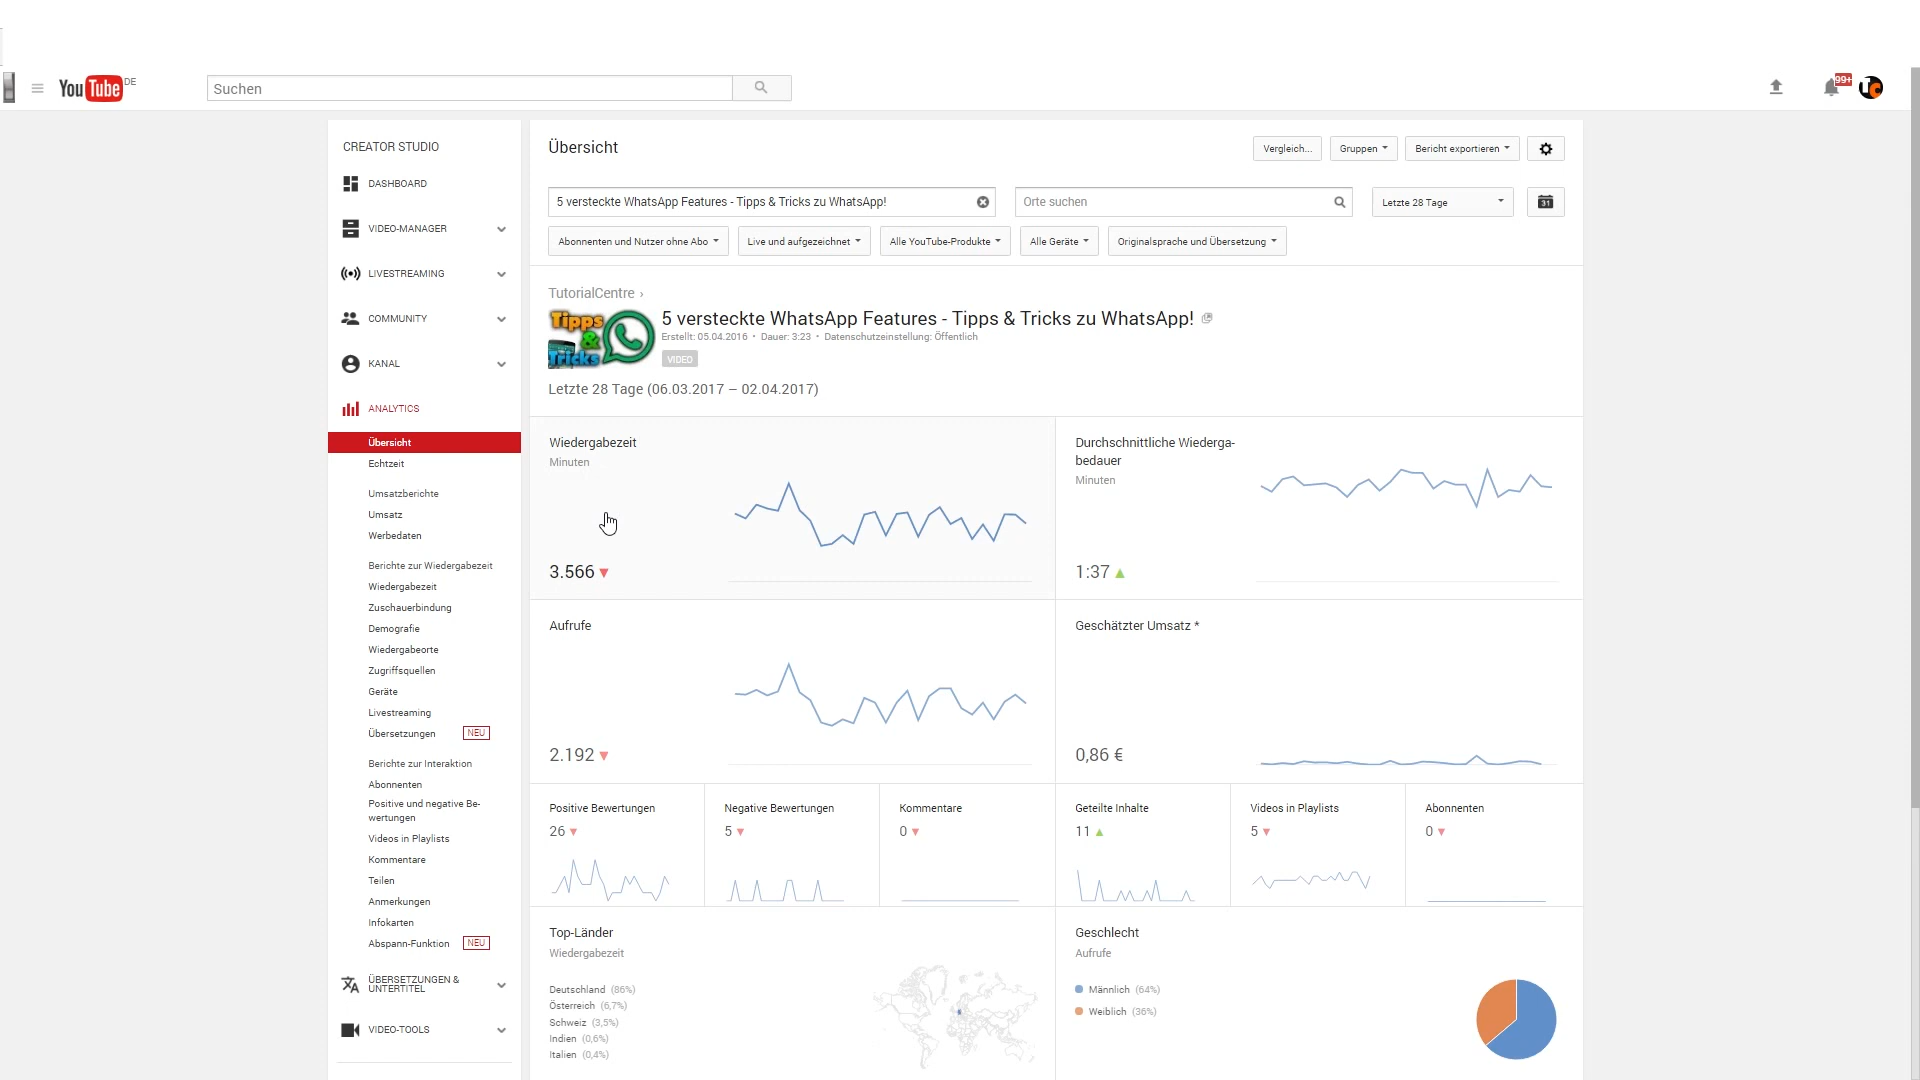 YouTube DE
Suchen
99+
CREATOR STUDIO
DASHBOARD
VIDEO-MANAGER
LIVESTREAMING
COMMUNITY
KANAL
ANALYTICS
Übersicht
Echtzeit
Umsatzberichte
Umsatz
Werbedaten
Berichte zur Wiedergabezeit
Wiedergabezeit
Zuschauerbindung
Demografie
Wiedergabeorte
Zugriffsquellen
Geräte
Livestreaming
Übersetzungen NEU
Berichte zur Interaktion
Abonnenten
Positive und negative Be-
wertungen
Videos in Playlists
Kommentare
Teilen
Anmerkungen
Infokarten
Abspann-Funktion NEU
ÜBERSETZUNGEN &
UNTERTITEL
VIDEO-TOOLS
Übersicht
Vergleich... Gruppen Bericht exportieren
5 versteckte WhatsApp Features - Tipps & Tricks zu WhatsApp! Orte suchen Letzte 28 Tage 31
Abonnenten und Nutzer ohne Abo Live und aufgezeichnet Alle YouTube-Produkte Alle Geräte Originalsprache und Übersetzung
TutorialCentre ›
Tipps
&
Tricks
5 versteckte WhatsApp Features - Tipps & Tricks zu WhatsApp!
Erstellt: 05.04.2016 • Dauer: 3:23 • Datenschutzeinstellung: Öffentlich
VIDEO
Letzte 28 Tage (06.03.2017 – 02.04.2017)
Wiedergabezeit
Minuten
3.566
Durchschnittliche Wiederga-
bedauer
Minuten
1:37
Aufrufe
2.192
Geschätzter Umsatz *
0,86 €
Positive Bewertungen
26
Negative Bewertungen
5
Kommentare
0
Geteilte Inhalte
11
Videos in Playlists
5
Abonnenten
0
Top-Länder
Wiedergabezeit
Deutschland (86%)
Österreich (6,7%)
Schweiz (3,5%)
Indien (0,6%)
Italien (0,4%)
Geschlecht
Aufrufe
Männlich (64%)
Weiblich (36%)